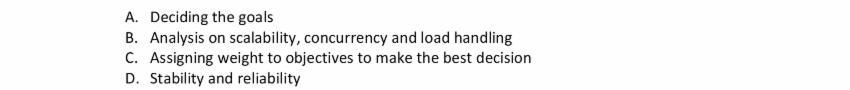 A. Deciding the goals
B. Analysis on scalability, concurrency and load handling
C. Assigning weight to objectives to make the best decision
D. Stability and reliability